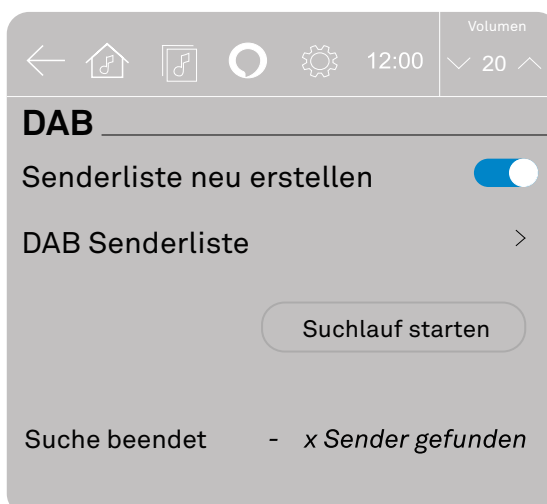 Volumen
12:00
20
DAB
Senderliste neu erstellen
DAB Senderliste
Suchlauf starten
Suche beendet - x Sender gefunden